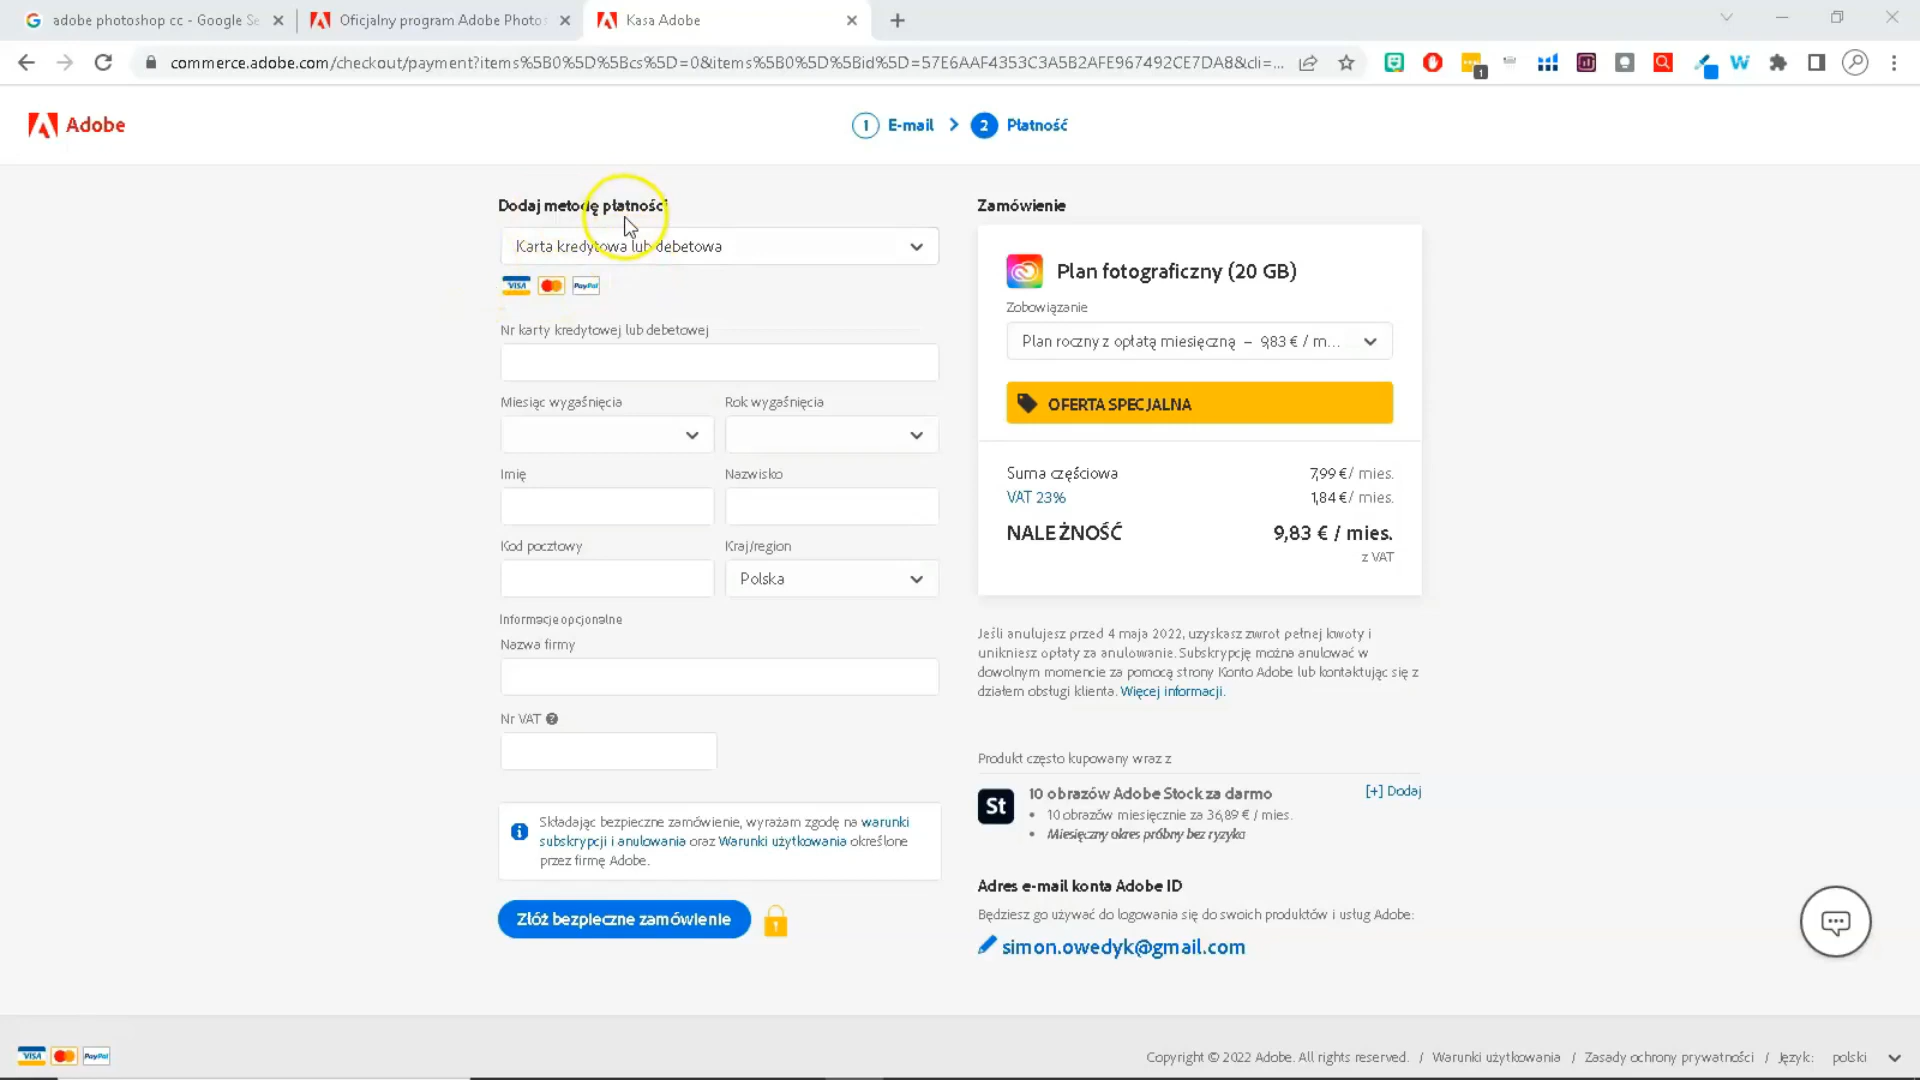 adobe photoshop cc - Google Se
Oficjalny program Adobe Photos
Kasa Adobe
commerce.adobe.com/checkout/payment?items%5B0%5D%5Bcs%5D=0&items%5B0%5D%5Bid%5D=57E6AAF4353C3A5B2AFE967492CE7DA8&cli=...
1
W
Adobe
1 E-mail
2 Płatność
Dodaj metodę płatności
Karta kredytowa lub debetowa
VISA
PayPal
Nr karty kredytowej lub debetowej
Miesiąc wygaśnięcia
Rok wygaśnięcia
Imię
Nazwisko
Kod pocztowy
Kraj/region
Polska
Informacje opcjonalne
Nazwa firmy
Nr VAT
Składając bezpieczne zamówienie, wyrażam zgodę na warunki
subskrypcji i anulowania oraz Warunki użytkowania określone
przez firmę Adobe.
Złóż bezpieczne zamówienie
Zamówienie
Plan fotograficzny (20 GB)
Zobowiązanie
Plan roczny z opłatą miesięczną – 9,83 € / m...
OFERTA SPECJALNA
Suma częściowa 7,99 € / mies.
VAT 23% 1,84 € / mies.
NALEŻNOŚĆ 9,83 € / mies.
z VAT
Jeśli anulujesz przed 4 maja 2022, uzyskasz zwrot pełnej kwoty i
unikniesz opłaty za anulowanie. Subskrypcję można anulować w
dowolnym momencie za pomocą strony Konto Adobe lub kontaktując się z
działem obsługi klienta. Więcej informacji.
Produkt często kupowany wraz z
St
10 obrazów Adobe Stock za darmo
[+] Dodaj
• 10 obrazów miesięcznie za 36,89 € / mies.
• Miesięczny okres próbny bez ryzyka
Adres e-mail konta Adobe ID
Będziesz go używać do logowania się do swoich produktów i usług Adobe:
simon.owedyk@gmail.com
VISA
PayPal
Copyright © 2022 Adobe. All rights reserved. / Warunki użytkowania / Zasady ochrony prywatności / Język: polski